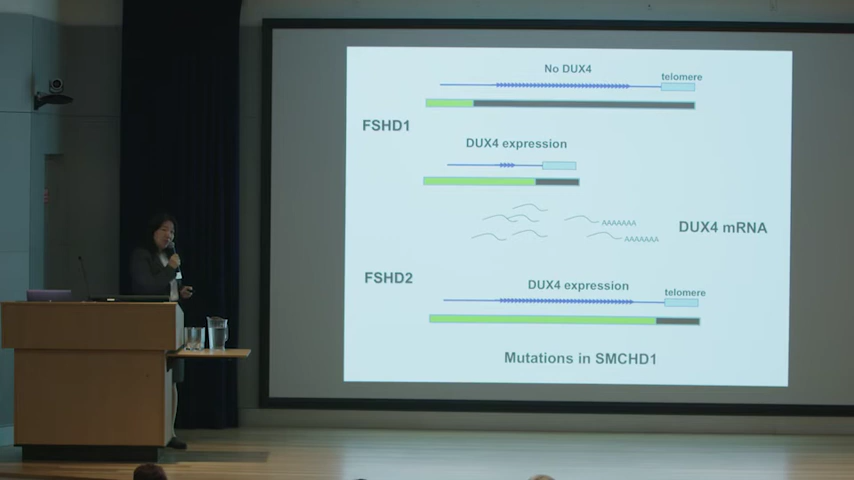 No DUX4
telomere
FSHD1
DUX4 expression
AAAAAAA
DUX4 mRNA
AAAAAAA
FSHD2
DUX4 expression
telomere
Mutations in SMCHD1